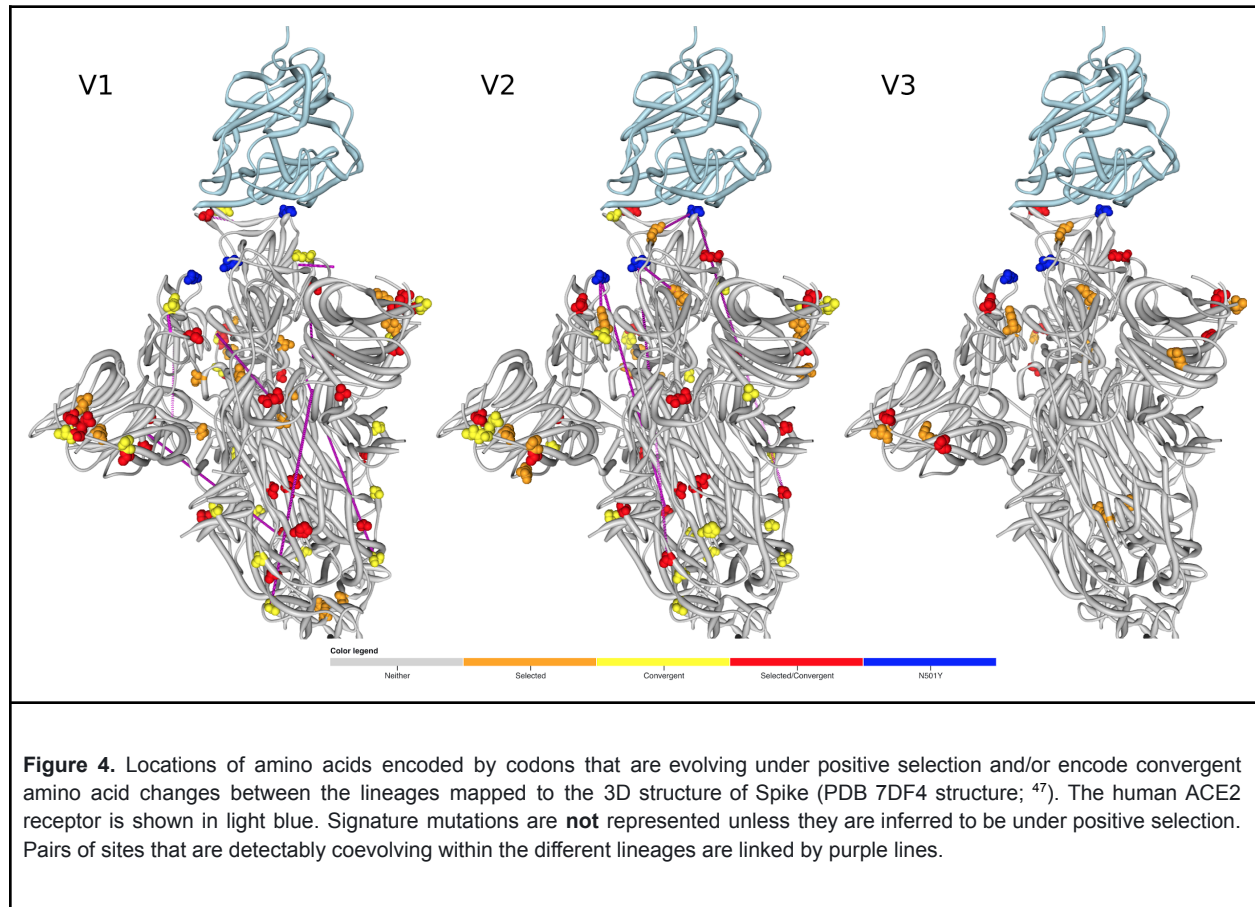 V1 V2 V3
Color legend
Neither Selected Convergent Selected/Convergent N501Y
Figure 4. Locations of amino acids encoded by codons that are evolving under positive selection and/or encode convergent
amino acid changes between the lineages mapped to the 3D structure of Spike (PDB 7DF4 structure; 47). The human ACE2
receptor is shown in light blue. Signature mutations are not represented unless they are inferred to be under positive selection.
Pairs of sites that are detectably coevolving within the different lineages are linked by purple lines.